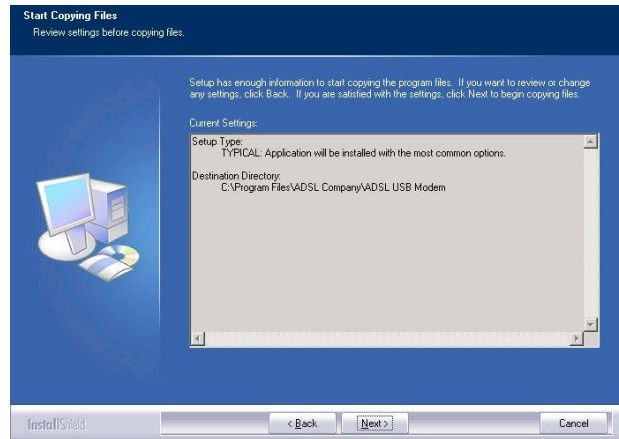 Start Copying Files
Review settings before copying files.
Setup has enough information to start copying the program files. If you want to review or change
any settings, click Back. If you are satisfied with the settings, click Next to begin copying files.
Current Settings:
Setup Type:
TYPICAL: Application will be installed with the most common options.
Destination Directory:
C:\Program Files\ADSL Company\ADSL USB Modem
InstallShield
< Back
Next >
Cancel